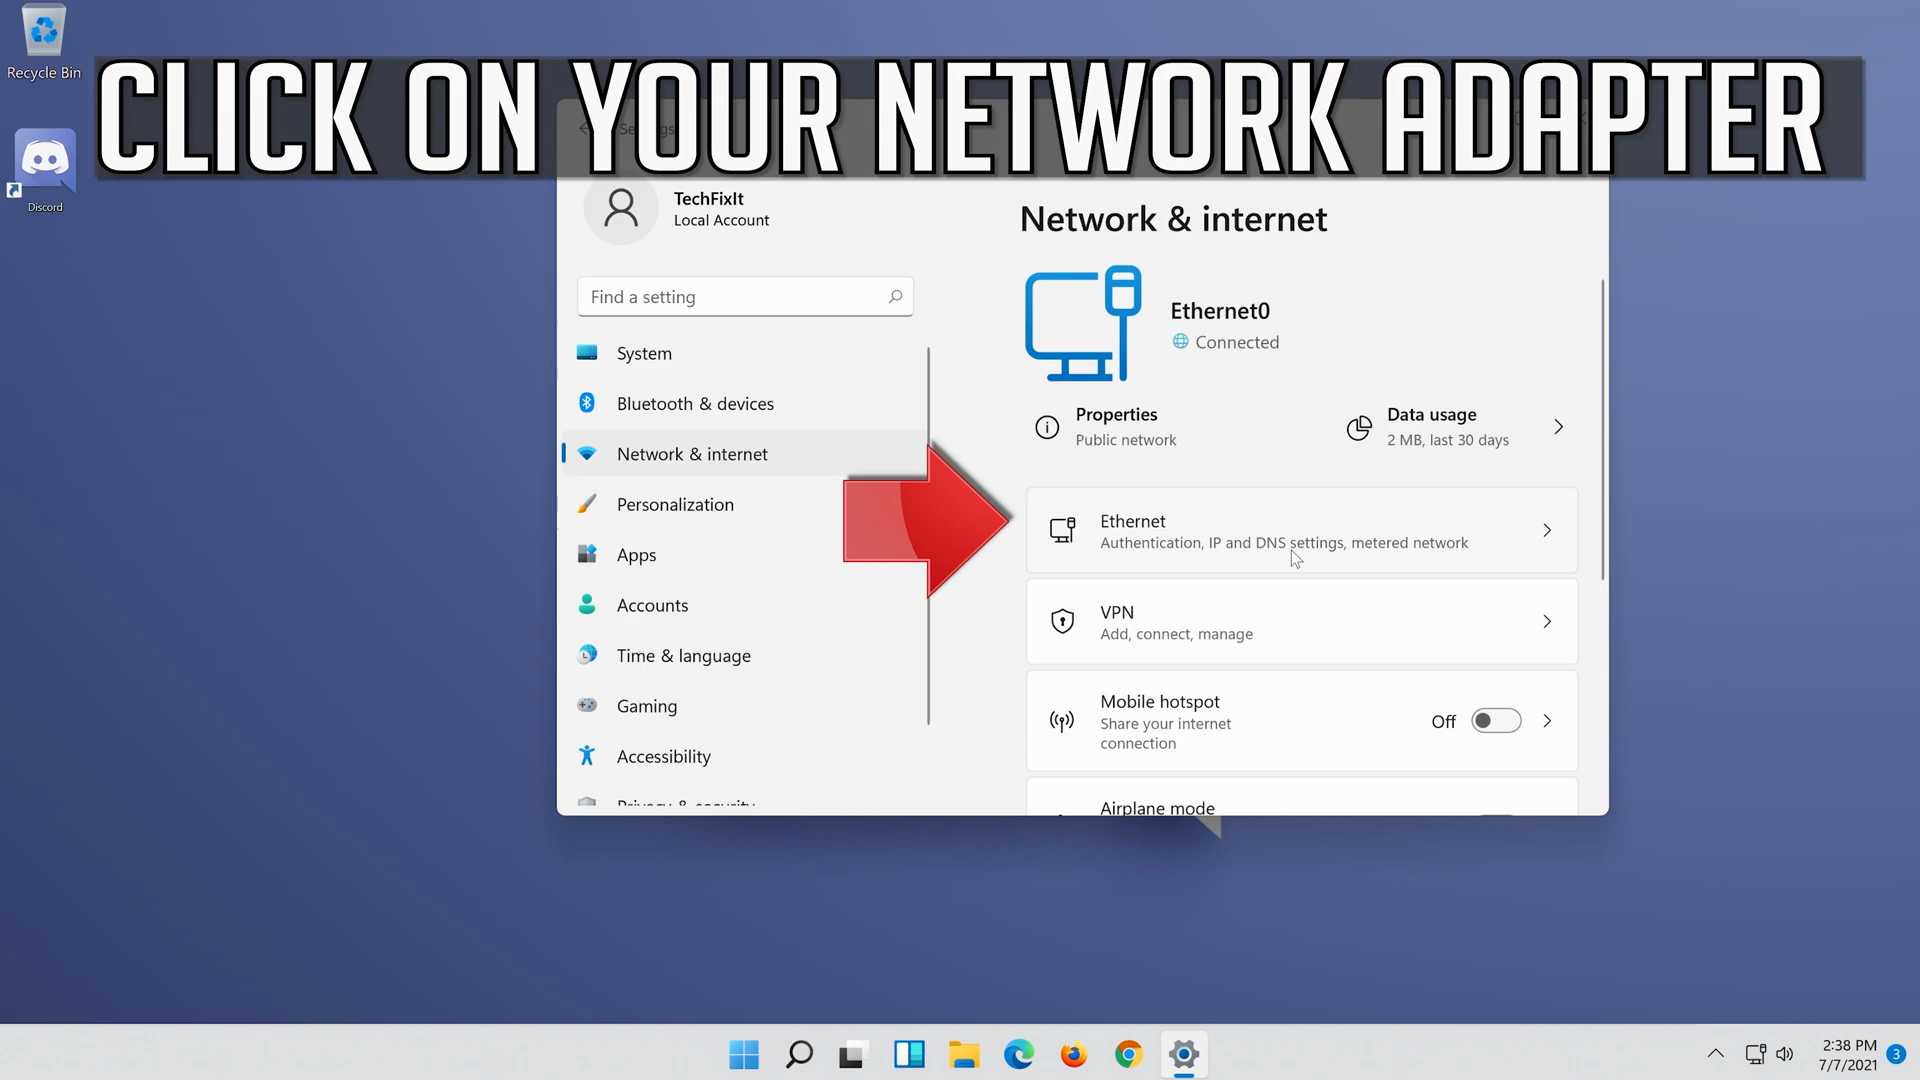 Recycle Bin
CLICK ON YOUR NETWORK ADAPTER
Discord
Settings
TechFixIt
Local Account
Find a setting
System
Bluetooth & devices
Network & internet
Personalization
Apps
Accounts
Time & language
Gaming
Accessibility
Privacy & security
Network & internet
Ethernet0
Connected
Properties
Public network
Data usage
2 MB, last 30 days
Ethernet
Authentication, IP and DNS settings, metered network
VPN
Add, connect, manage
Mobile hotspot
Share your internet
connection
Off
Airplane mode
2:38 PM
7/7/2021
3